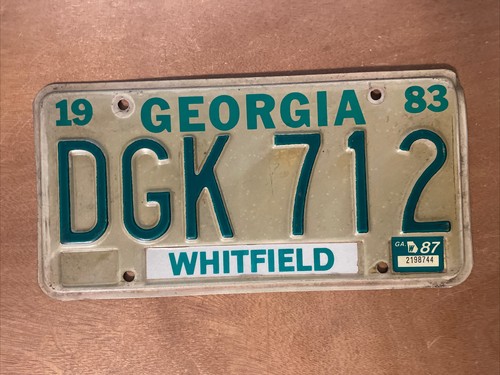 19 GEORGIA 83
DGK 712
WHITFIELD
GA. 87
2198744